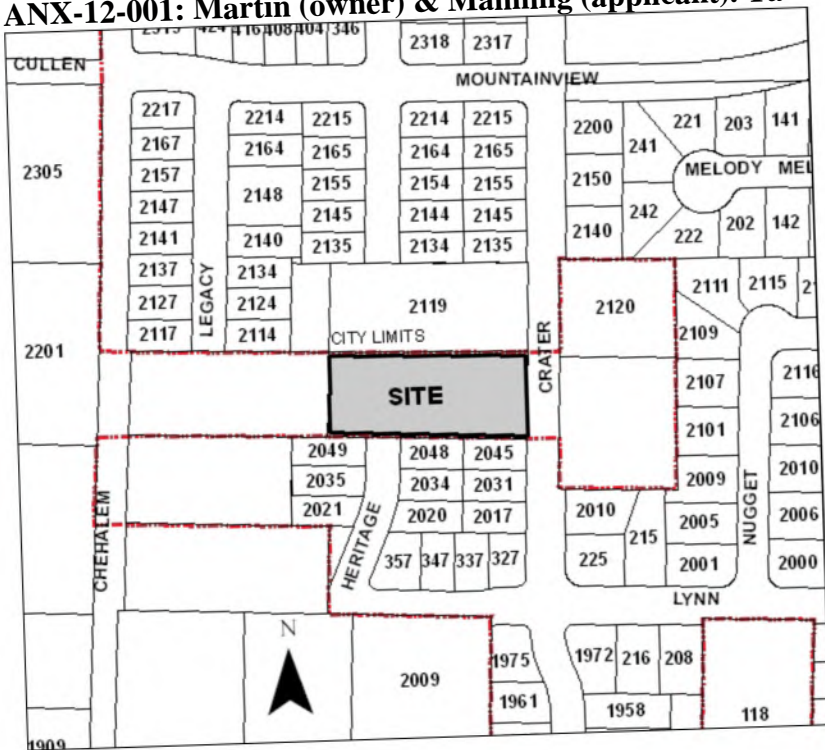 ANX-12-001: Martin (owner) & Manning (applicant).
424 416 408 404 346
2318 2317
CULLEN
MOUNTAINVIEW
2217 2214 2215 2214 2215 2200 221 203 141
2167 2164 2165 2164 2165 241
2305 2157 2148 2155 2154 2155 2150 MELODY
2147 2145 2144 2145 242 202 142
2141 2140 2135 2134 2135 2140 222
2137 2134
2127 2124 2119 2120 2111 2115
2117 LEGACY 2114 CITY LIMITS CRATER 2109
2201
SITE 2107 2116
2101 2106
2049 2048 2045 2009 2010
2035 2034 2031
2021 2020 2017 2010 2005 2006
CHEHALEM HERITAGE 215 NUGGET
357 347 337 327 225 2001 2000
LYNN
N
1975 1972 216 208
2009
1961 1958 118
1909